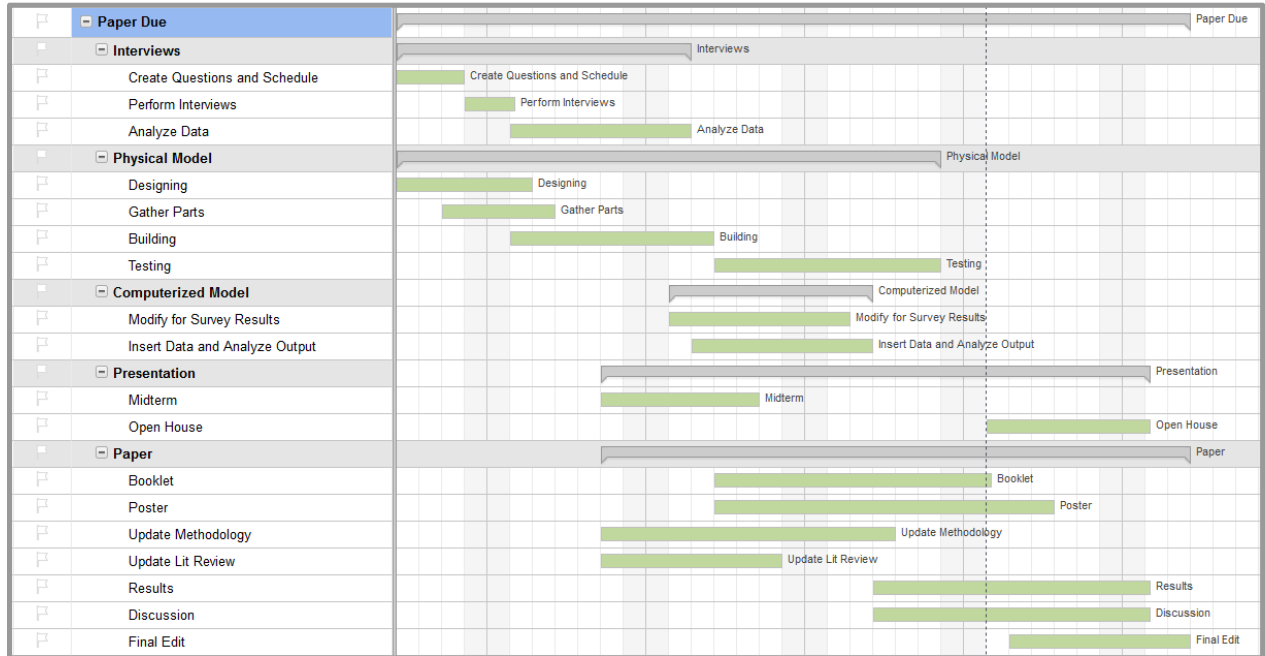 Paper Due Paper Due
Interviews Interviews
Create Questions and Schedule Create Questions and Schedule
Perform Interviews Perform Interviews
Analyze Data Analyze Data
Physical Model Physical Model
Designing Designing
Gather Parts Gather Parts
Building Building
Testing Testing
Computerized Model Computerized Model
Modify for Survey Results Modify for Survey Results
Insert Data and Analyze Output Insert Data and Analyze Output
Presentation Presentation
Midterm Midterm
Open House Open House
Paper Paper
Booklet Booklet
Poster Poster
Update Methodology Update Methodology
Update Lit Review Update Lit Review
Results Results
Discussion Discussion
Final Edit Final Edit